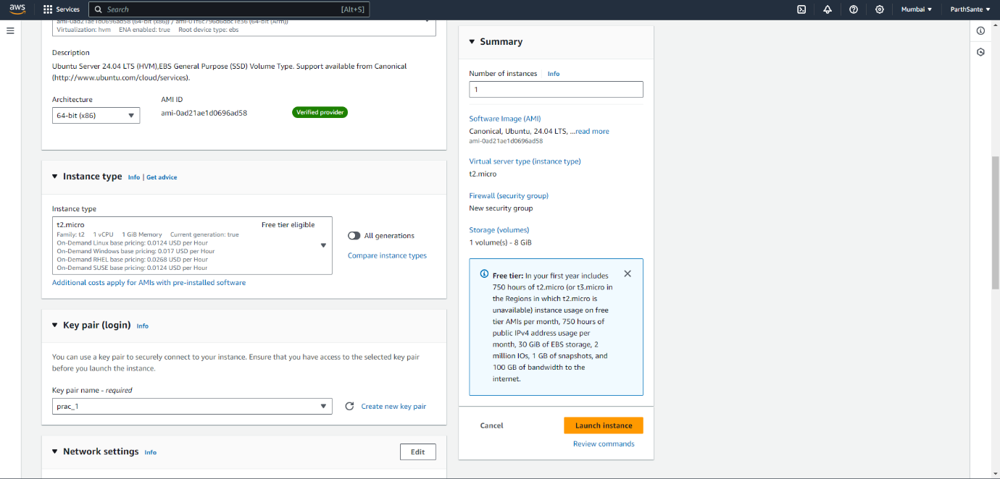 aws
Services
Search
[Alt+S]
Mumbai
ParthSante
ami-0ad21ae1d0696ad58 (64-bit (x86)) / ami-01f6c796d6dbc1e36 (64-bit (Arm))
Virtualization: hvm ENA enabled: true Root device type: ebs
Description
Ubuntu Server 24.04 LTS (HVM),EBS General Purpose (SSD) Volume Type. Support available from Canonical
(http://www.ubuntu.com/cloud/services).
Architecture
AMI ID
64-bit (x86)
ami-0ad21ae1d0696ad58
Verified provider
Instance type Info | Get advice
Instance type
t2.micro
Free tier eligible
Family: t2 1 vCPU 1 GiB Memory Current generation: true
On-Demand Linux base pricing: 0.0124 USD per Hour
On-Demand Windows base pricing: 0.017 USD per Hour
On-Demand RHEL base pricing: 0.0268 USD per Hour
On-Demand SUSE base pricing: 0.0124 USD per Hour
All generations
Compare instance types
Additional costs apply for AMIs with pre-installed software
Key pair (login) Info
You can use a key pair to securely connect to your instance. Ensure that you have access to the selected key pair
before you launch the instance.
Key pair name - required
prac_1
Create new key pair
Network settings Info
Edit
Summary
Number of instances Info
1
Software Image (AMI)
Canonical, Ubuntu, 24.04 LTS, ...read more
ami-0ad21ae1d0696ad58
Virtual server type (instance type)
t2.micro
Firewall (security group)
New security group
Storage (volumes)
1 volume(s) - 8 GiB
Free tier: In your first year includes
750 hours of t2.micro (or t3.micro in
the Regions in which t2.micro is
unavailable) instance usage on free
tier AMIs per month, 750 hours of
public IPv4 address usage per
month, 30 GiB of EBS storage, 2
million IOs, 1 GB of snapshots, and
100 GB of bandwidth to the
internet.
Cancel
Launch instance
Review commands